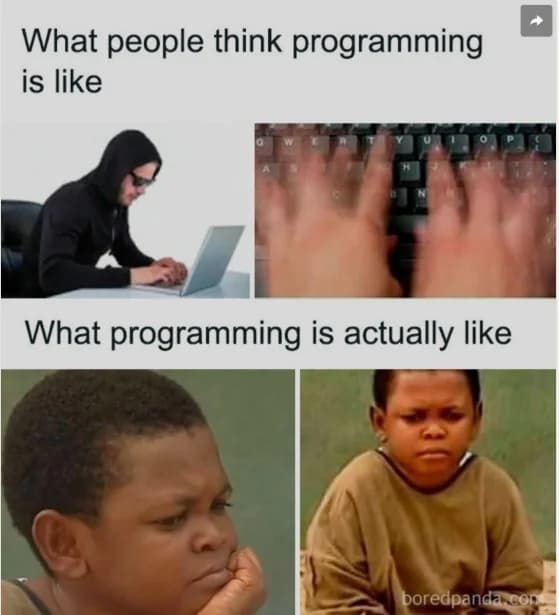 What people think programming
is like
Q W E R T Y U I O P
A S H
B N
What programming is actually like
boredpanda.com